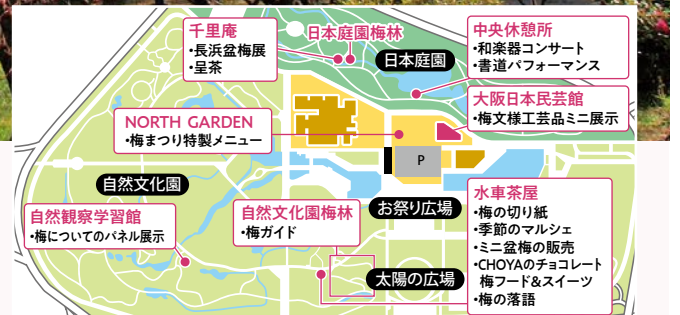 千里庵
・長浜盆梅展
・呈茶
日本庭園梅林
日本庭園
中央休憩所
・和楽器コンサート
・書道パフォーマンス
大阪日本民芸館
・梅文様工芸品ミニ展示
NORTH GARDEN
・梅まつり特製メニュー
P
自然文化園
お祭り広場
自然観察学習館
・梅についてのパネル展示
自然文化園梅林
・梅ガイド
太陽の広場
水車茶屋
・梅の切り紙
・季節のマルシェ
・ミニ盆梅の販売
・CHOYAのチョコレート
梅フード&スイーツ
・梅の落語